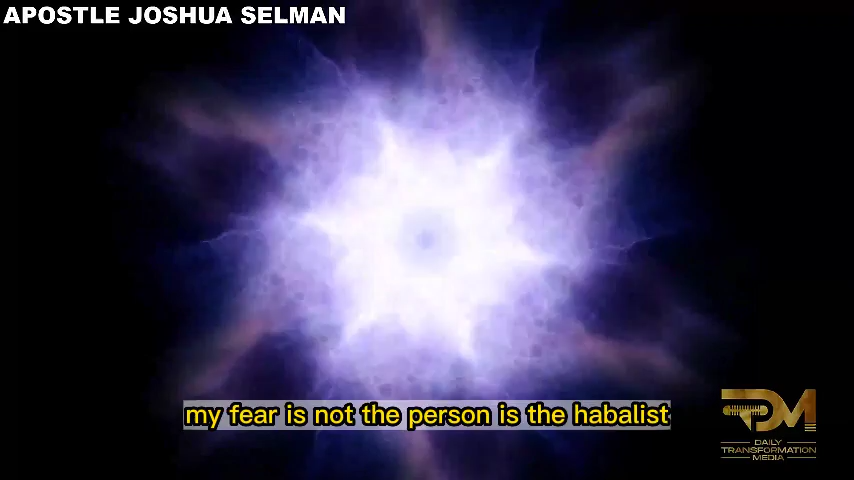 APOSTLE JOSHUA SELMAN
my fear is not the person is the habalist
DAILY
TRANSFORMATION
MEDIA